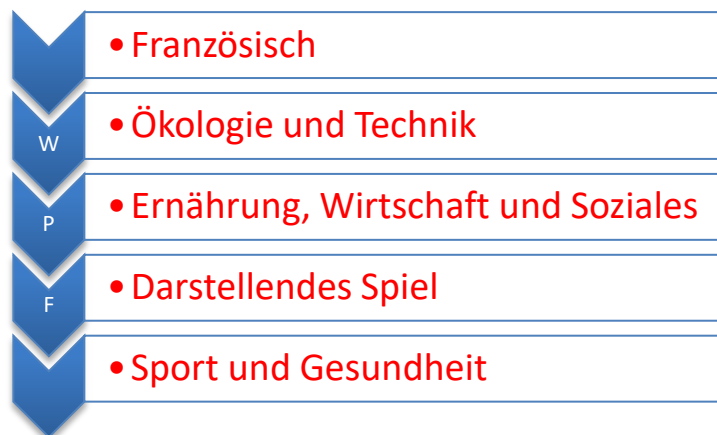 • Französisch
W
• Ökologie und Technik
P
• Ernährung, Wirtschaft und Soziales
F
• Darstellendes Spiel
• Sport und Gesundheit